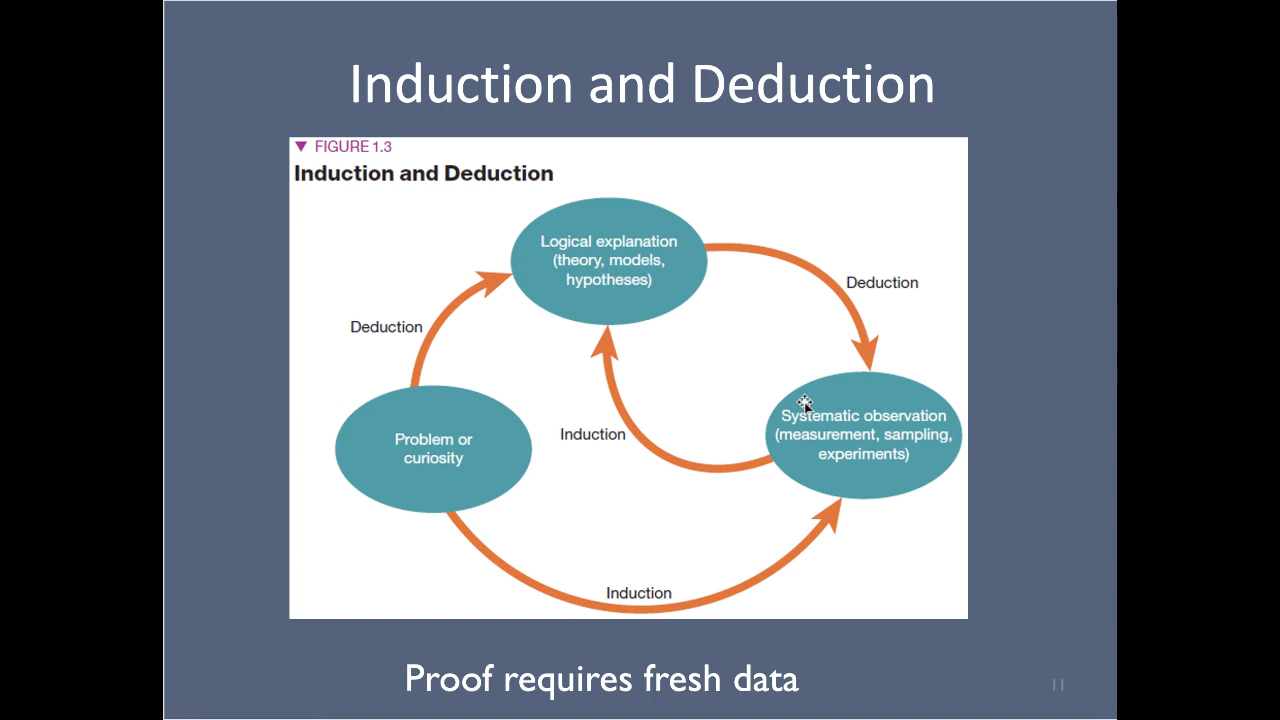 Induction and Deduction
▼ FIGURE 1.3
Induction and Deduction
Logical explanation
(theory, models,
hypotheses)
Deduction
Deduction
Systematic observation
(measurement, sampling,
experiments)
Induction
Problem or
curiosity
Induction
Proof requires fresh data
11